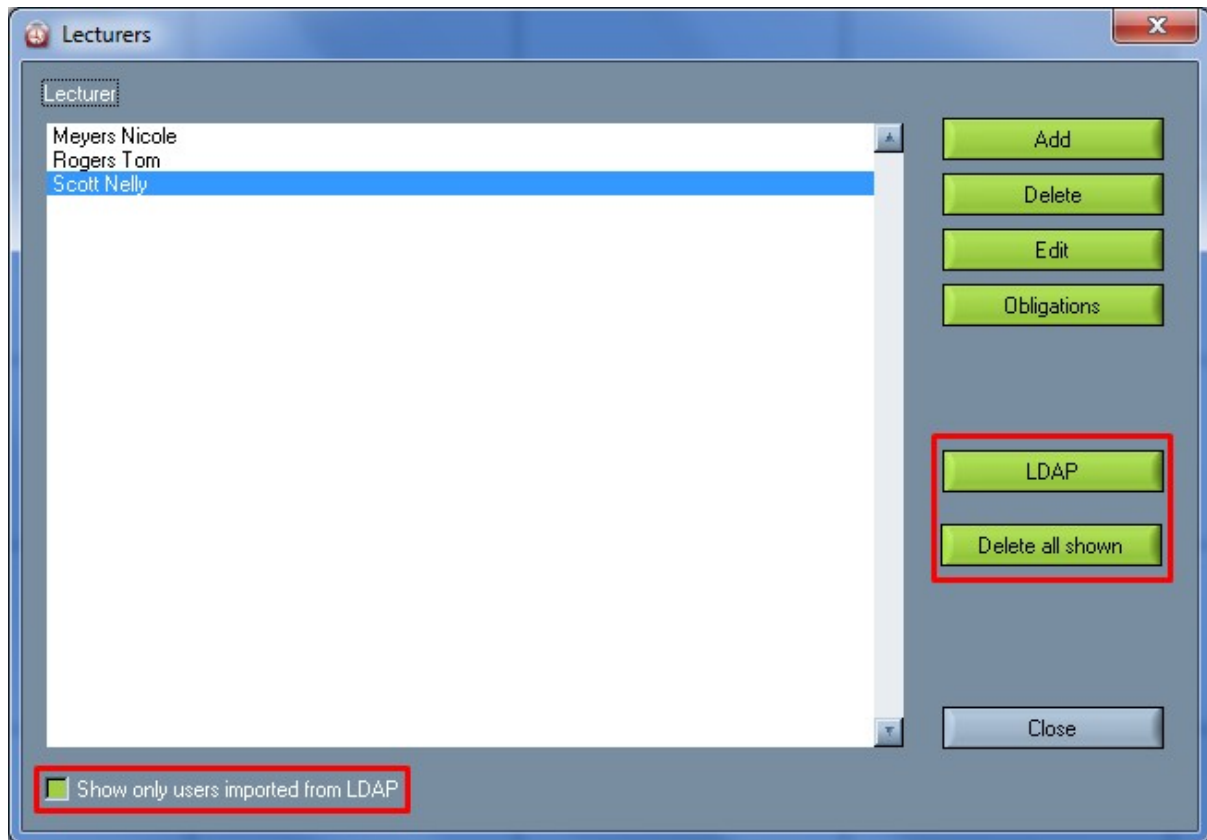 Lecturers
Lecturer
Meyers Nicole
Rogers Tom
Scott Nelly
Add
Delete
Edit
Obligations
LDAP
Delete all shown
Close
Show only users imported from LDAP